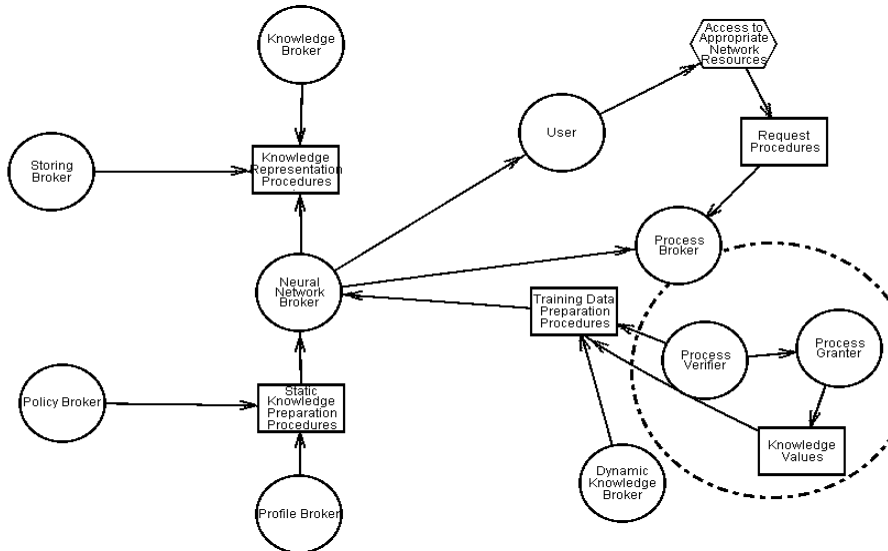 Knowledge
Broker
Access to
Appropriate
Network
Resources
User
Request
Procedures
Storing
Broker
Knowledge
Representation
Procedures
Process
Broker
Neural
Network
Broker
Training Data
Preparation
Procedures
Process
Verifier
Process
Granter
Policy Broker
Static
Knowledge
Preparation
Procedures
Knowledge
Values
Dynamic
Knowledge
Broker
Profile Broker